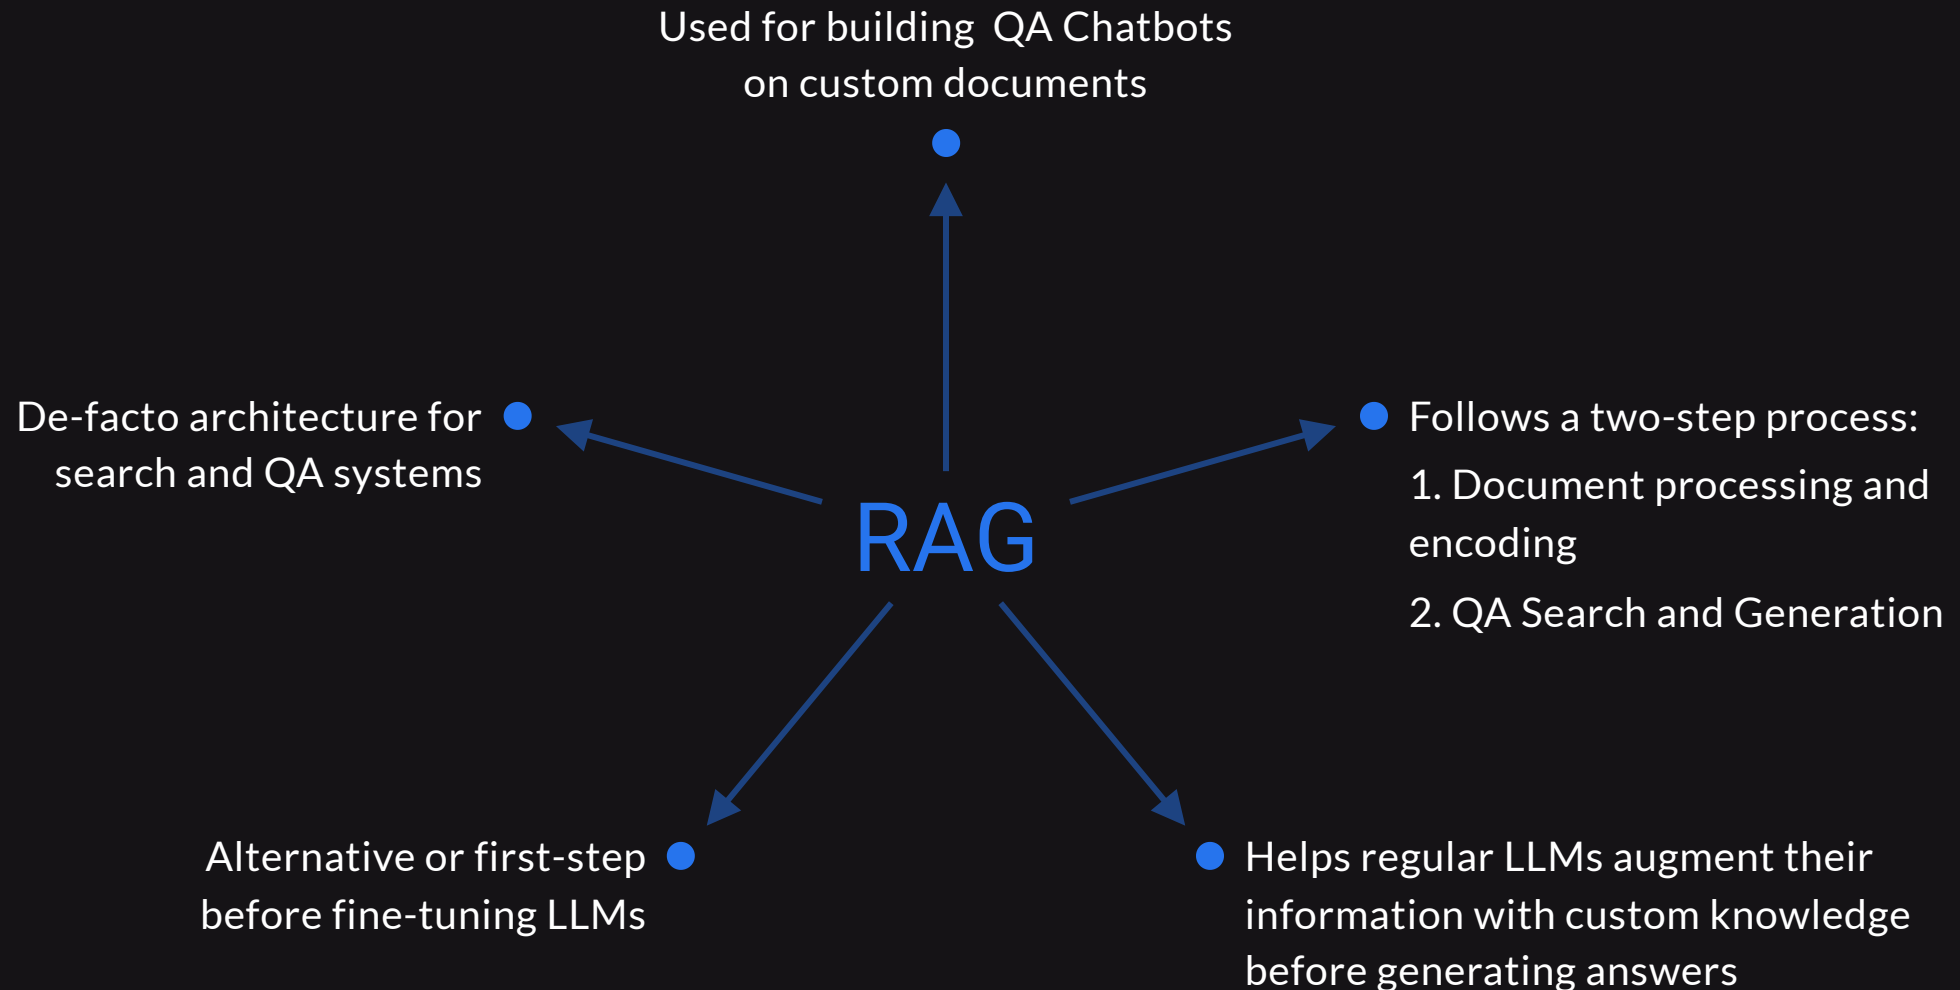 Used for building  QA Chatbots
on custom documents
De-facto architecture for
search and QA systems
Follows a two-step process:
1. Document processing and
encoding
2. QA Search and Generation
RAG
Alternative or first-step
before fine-tuning LLMs
Helps regular LLMs augment their
information with custom knowledge
before generating answers